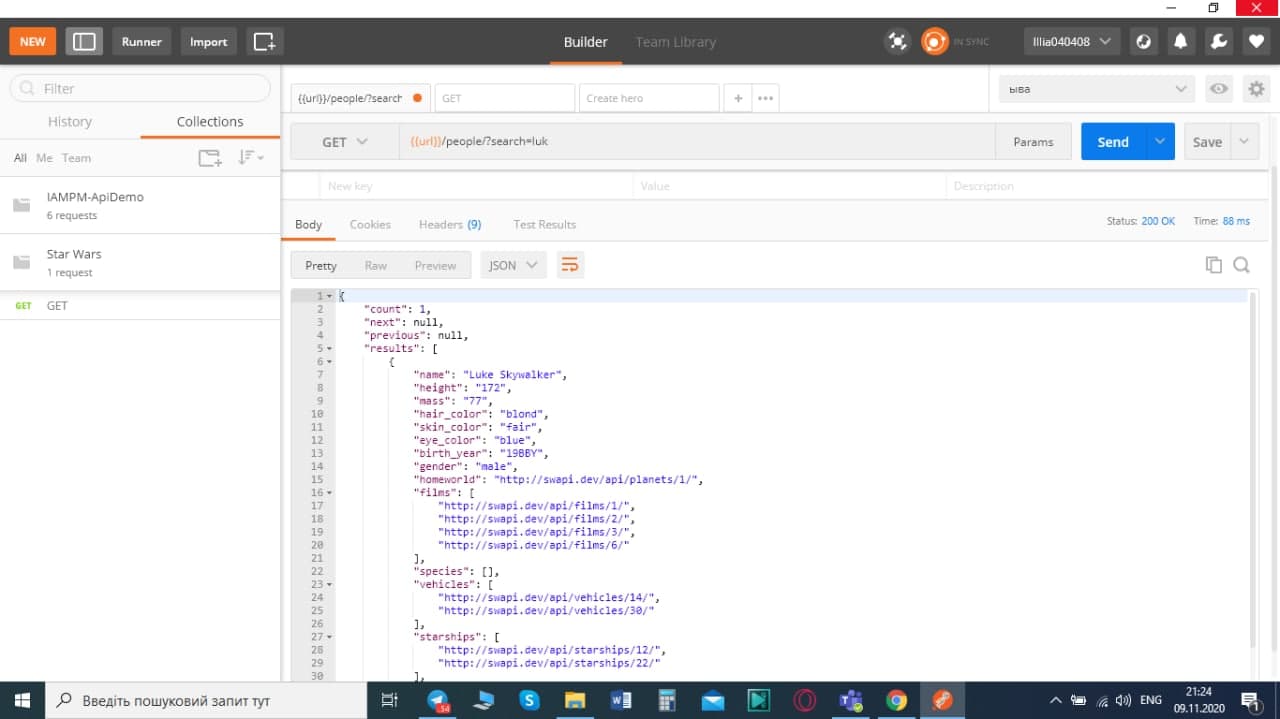 NEW Runner Import Builder Team Library IN SYNC Illia040408
Filter
{{url}}/people/?search GET Create hero + ••• ыва
History Collections
GET {{url}}/people/?search=luk Params Send Save
All Me Team
New key Value Description
IAMPM-ApiDemo
6 requests
Star Wars
1 request
GET GET
Body Cookies Headers (9) Test Results Status: 200 OK Time: 88 ms
Pretty Raw Preview JSON
1 {
2 "count": 1,
3 "next": null,
4 "previous": null,
5 "results": [
6 {
7 "name": "Luke Skywalker",
8 "height": "172",
9 "mass": "77",
10 "hair_color": "blond",
11 "skin_color": "fair",
12 "eye_color": "blue",
13 "birth_year": "19BBY",
14 "gender": "male",
15 "homeworld": "http://swapi.dev/api/planets/1/",
16 "films": [
17 "http://swapi.dev/api/films/1/",
18 "http://swapi.dev/api/films/2/",
19 "http://swapi.dev/api/films/3/",
20 "http://swapi.dev/api/films/6/"
21 ],
22 "species": [],
23 "vehicles": [
24 "http://swapi.dev/api/vehicles/14/",
25 "http://swapi.dev/api/vehicles/30/"
26 ],
27 "starships": [
28 "http://swapi.dev/api/starships/12/",
29 "http://swapi.dev/api/starships/22/"
30 ],
Введіть пошуковий запит тут 34 ENG 21:24
09.11.2020 1